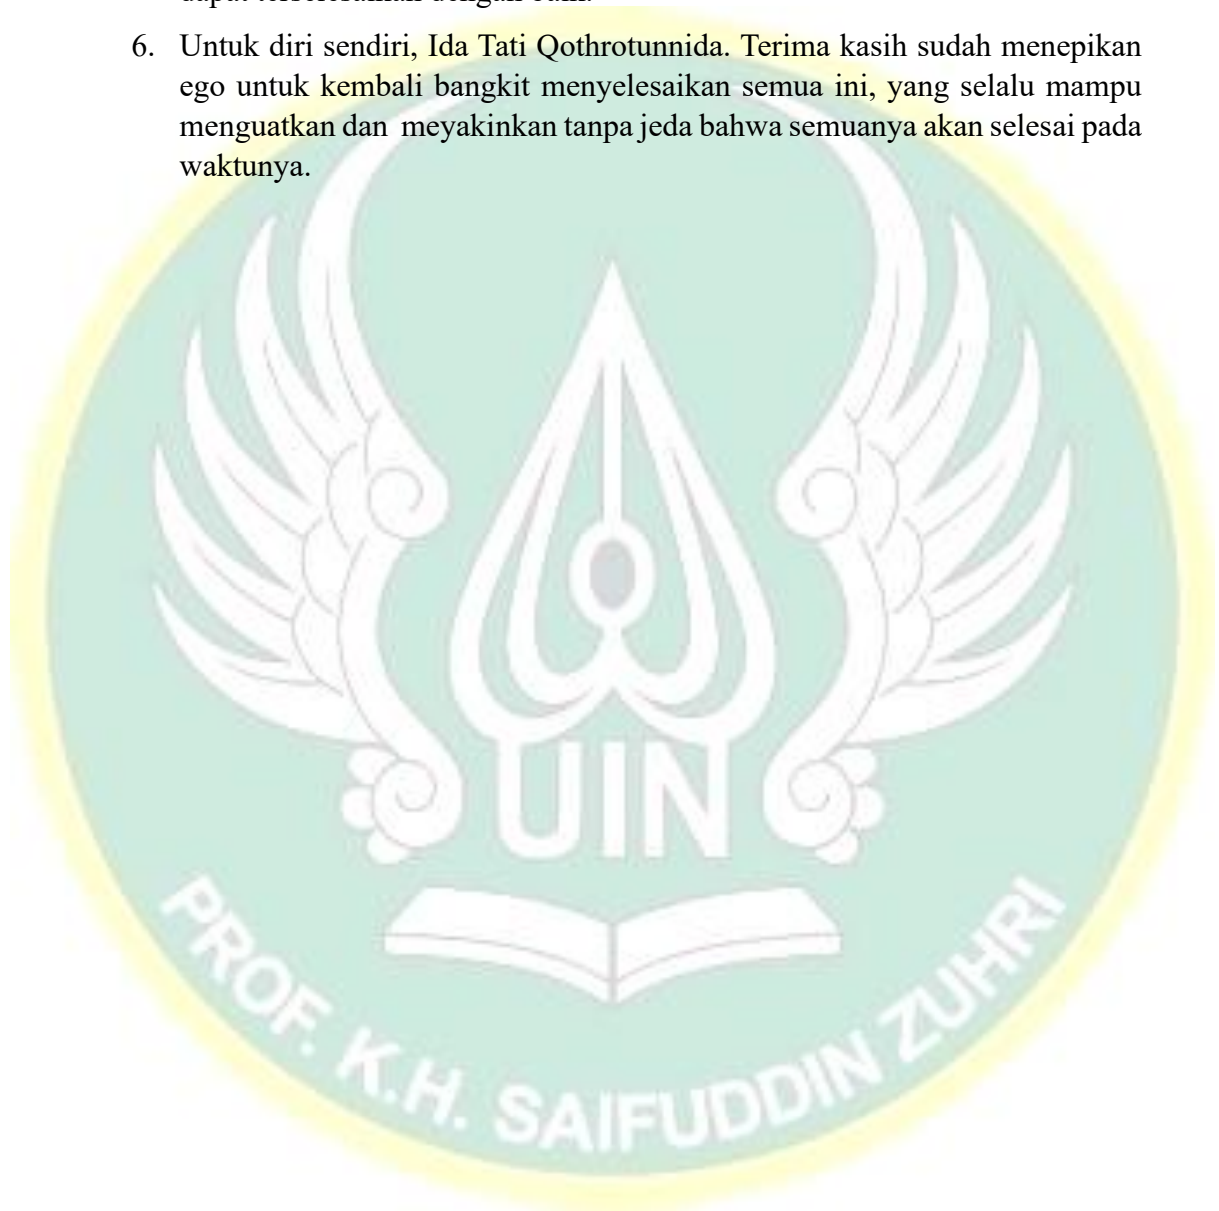 6. Untuk diri sendiri, Ida Tati Qothrotunnida. Terima kasih sudah menepikan
ego untuk kembali bangkit menyelesaikan semua ini, yang selalu mampu
menguatkan dan meyakinkan tanpa jeda bahwa semuanya akan selesai pada
waktunya.
UIN
PROF. K.H. SAIFUDDIN ZUHRI